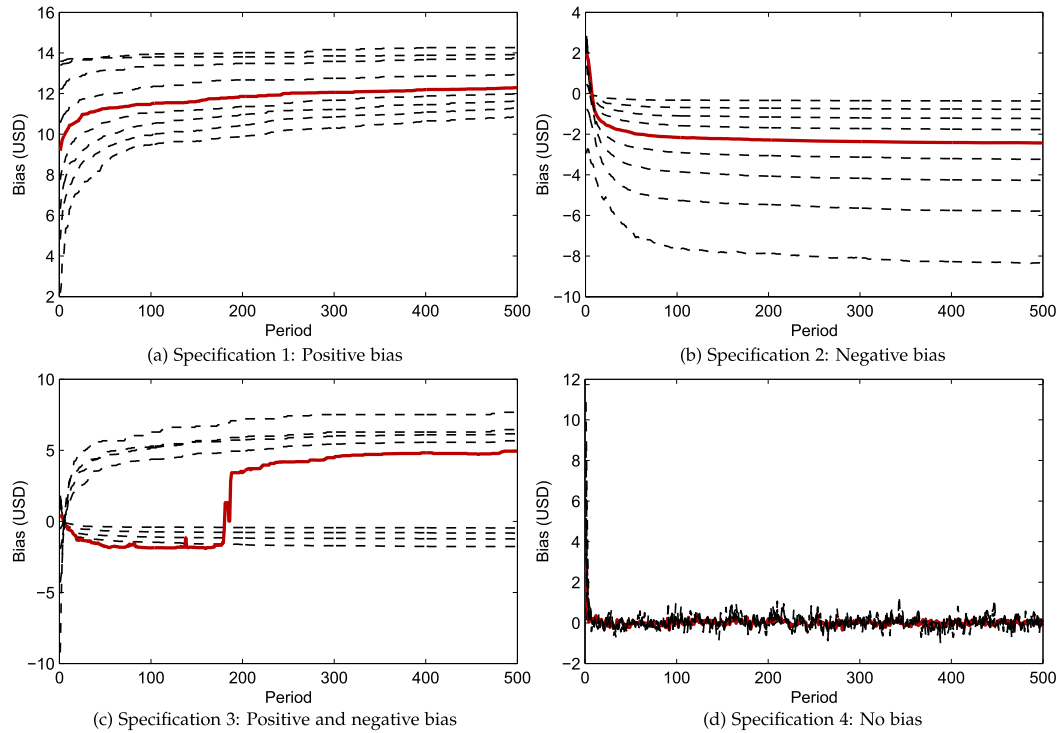 16
14
12
10
8
6
4
2
Bias (USD)
0 100 200 300 400 500
Period
(a) Specification 1: Positive bias
4
2
0
−2
−4
−6
−8
−10
Bias (USD)
0 100 200 300 400 500
Period
(b) Specification 2: Negative bias
10
5
0
−5
−10
Bias (USD)
0 100 200 300 400 500
Period
(c) Specification 3: Positive and negative bias
12
10
8
6
4
2
0
−2
Bias (USD)
0 100 200 300 400 500
Period
(d) Specification 4: No bias